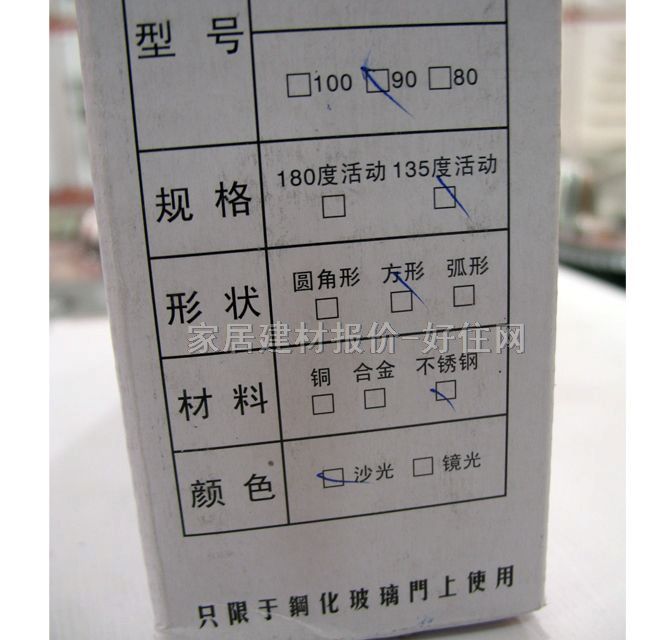 型号
□100 □90 □80
规格
180度活动 135度活动
□ □
形状
圆角形 方形 弧形
□ □ □
家居建材报价-好住网
材料
铜 合金 不锈钢
□ □ □
颜色
□沙光 □镜光
只限于鋼化玻璃門上使用